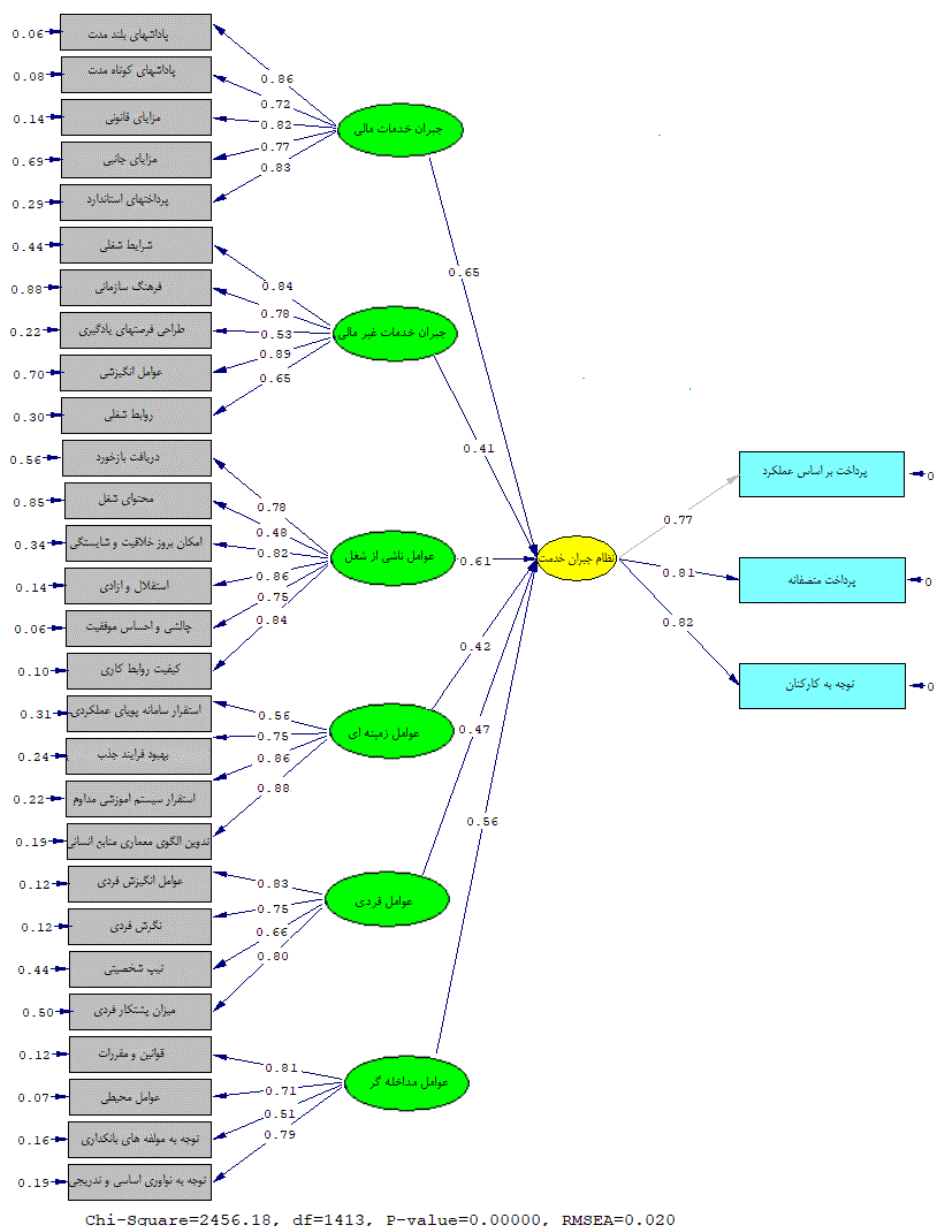 پاداشهای بلند مدت
0.06
پاداشهای کوتاه مدت
0.08
مزایای قانونی
0.14
مزایای جانبی
0.69
پرداختهای استاندارد
0.29
0.86
0.72
0.82
0.77
0.83
جبران خدمات مالی
0.65
شرایط شغلی
0.44
فرهنگ سازمانی
0.88
طراحی فرصتهای یادگیری
0.22
عوامل انگیزشی
0.70
روابط شغلی
0.30
0.84
0.78
0.53
0.89
0.65
جبران خدمات غیر مالی
0.41
دریافت بازخورد
0.56
محتوای شغل
0.85
امکان بروز خلاقیت و شایستگی
0.34
استقلال و ازادی
0.14
چالشی و احساس موفقیت
0.06
کیفیت روابط کاری
0.10
0.78
0.48
0.82
0.86
0.75
0.84
عوامل ناشی از شغل
0.61
استقرار سامانه پویای عملکردی
0.31
بهبود فرایند جذب
0.24
استقرار سیستم اموزشی مداوم
0.22
تدوین الگوی معماری منابع انسانی
0.19
0.56
0.75
0.86
0.88
عوامل زمینه ای
0.42
عوامل انگیزش فردی
0.12
نگرش فردی
0.12
تیپ شخصیتی
0.44
میزان پشتکار فردی
0.50
0.83
0.75
0.66
0.80
عوامل فردی
0.47
قوانین و مقررات
0.12
عوامل محیطی
0.07
توجه به مولفه های بانکداری
0.16
توجه به نواوری اساسی و تدریجی
0.19
0.81
0.71
0.51
0.79
عوامل مداخله گر
0.56
نظام جبران خدمت
0.77
0.81
0.82
پرداخت بر اساس عملکرد
0
پرداخت منصفانه
0
توجه به کارکنان
0
Chi-Square=2456.18, df=1413, P-value=0.00000, RMSEA=0.020